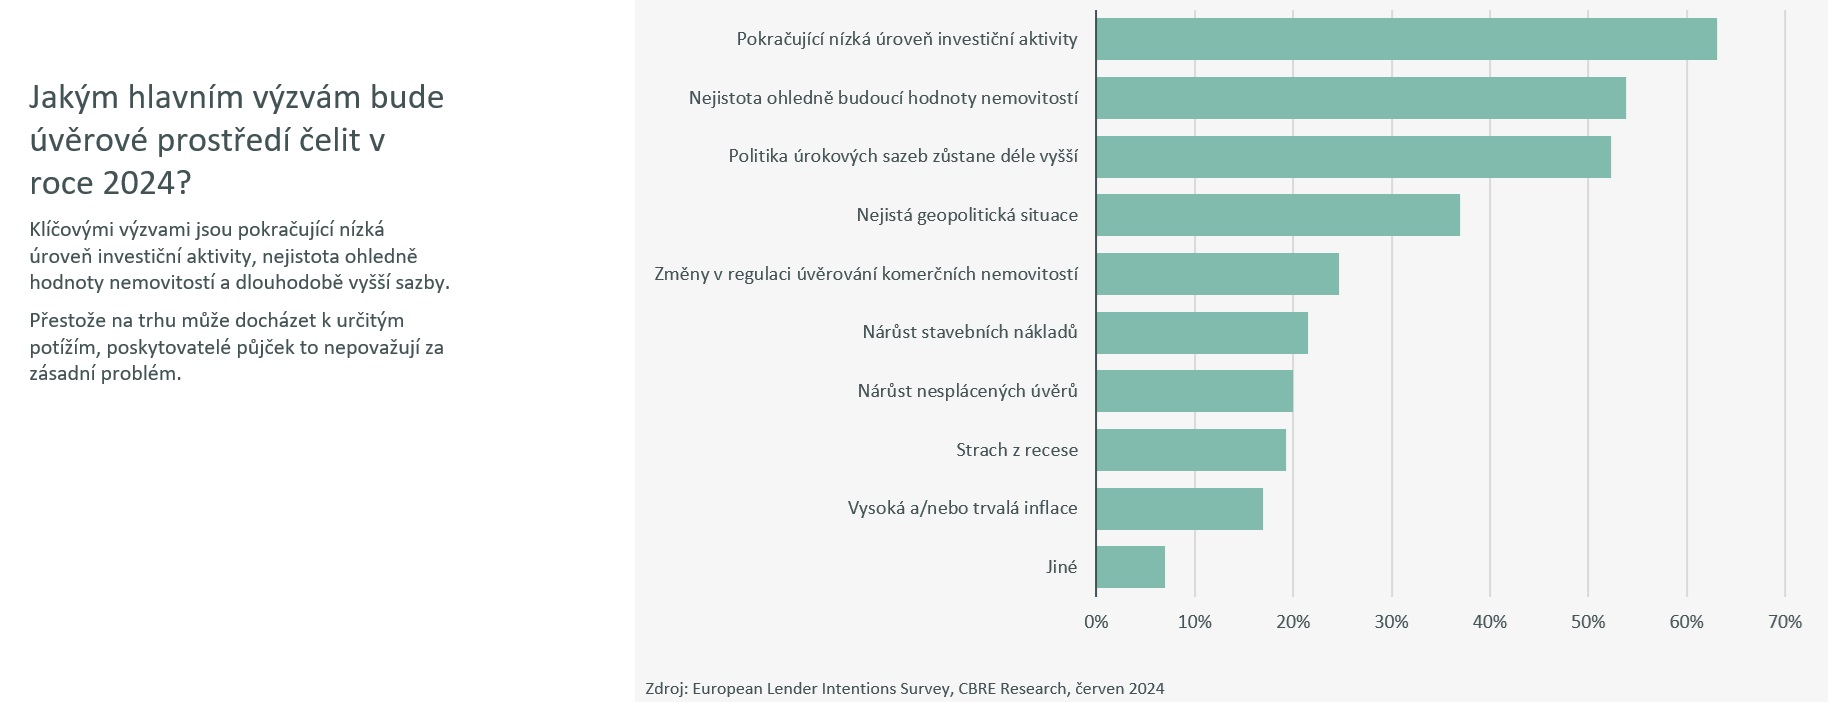 Jakým hlavním výzvám bude
úvěrové prostředí čelit v
roce 2024?
Klíčovými výzvami jsou pokračující nízká
úroveň investiční aktivity, nejistota ohledně
hodnoty nemovitostí a dlouhodobě vyšší sazby.
Přestože na trhu může docházet k určitým
potížím, poskytovatelé půjček to nepovažují za
zásadní problém.
Pokračující nízká úroveň investiční aktivity
Nejistota ohledně budoucí hodnoty nemovitostí
Politika úrokových sazeb zůstane déle vyšší
Nejistá geopolitická situace
Změny v regulaci úvěrování komerčních nemovitostí
Nárůst stavebních nákladů
Nárůst nesplácených úvěrů
Strach z recese
Vysoká a/nebo trvalá inflace
Jiné
0% 10% 20% 30% 40% 50% 60% 70%
Zdroj: European Lender Intentions Survey, CBRE Research, červen 2024